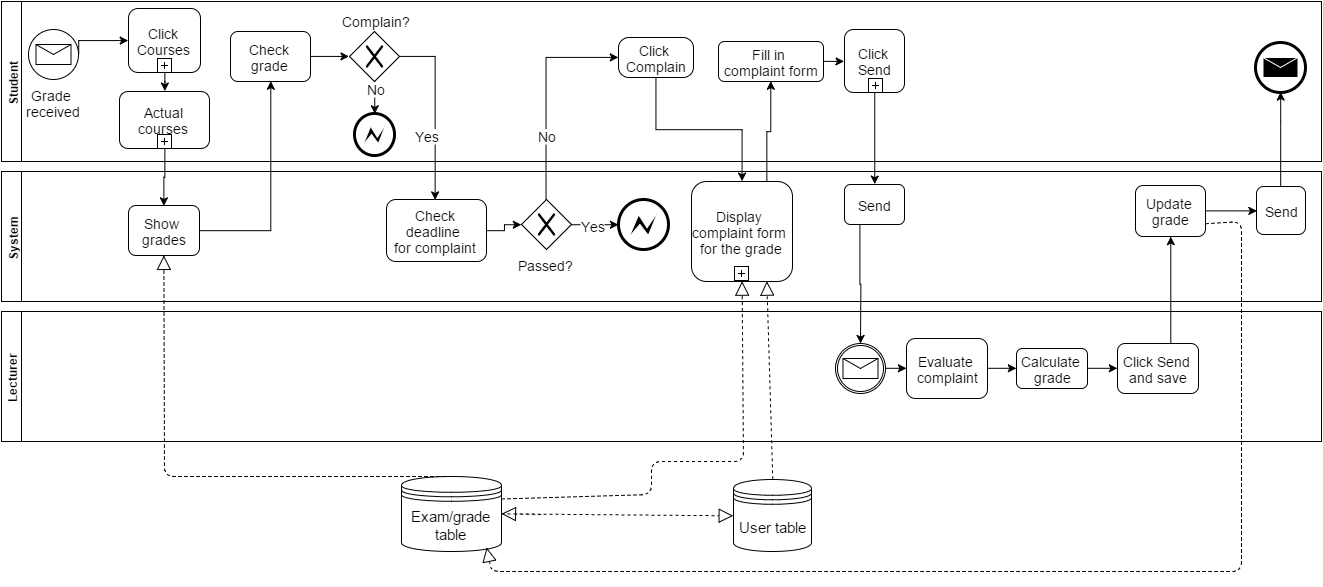 Student
Grade
received
Click
Courses
Actual
courses
Check
grade
Complain?
No
Yes
No
Click
Complain
Fill in
complaint form
Click
Send
System
Show
grades
Check
deadline
for complaint
Passed?
Yes
Display
complaint form
for the grade
Send
Update
grade
Send
Lecturer
Evaluate
complaint
Calculate
grade
Click Send
and save
Exam/grade
table
User table